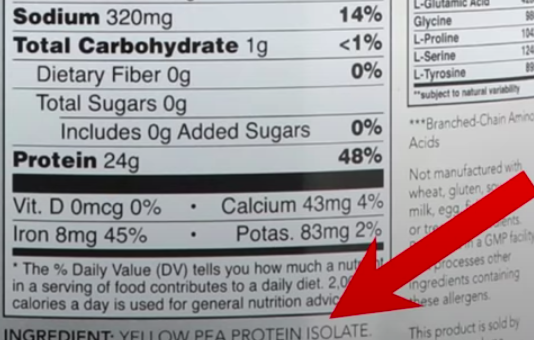 Sodium 320mg 14%
Total Carbohydrate 1g <1%
Dietary Fiber 0g 0%
Total Sugars 0g
Includes 0g Added Sugars 0%
Protein 24g 48%
Vit. D 0mcg 0% • Calcium 43mg 4%
Iron 8mg 45% • Potas. 83mg 2%
* The % Daily Value (DV) tells you how much a
in a serving of food contributes to a daily diet.
calories a day is used for general nutrition
INGREDIENT: YELLOW PEA PROTEIN ISOLATE.
L-Glutamic Acid
Glycine
L-Proline
L-Serine
L-Tyrosine
**subject to natural variability
***Branched-Chain Amino
Acids
Not manufactured with
wheat, gluten,
milk, egg,
or
in a GMP facility
processes other
ingredients containing
these allergens.
This product is sold by